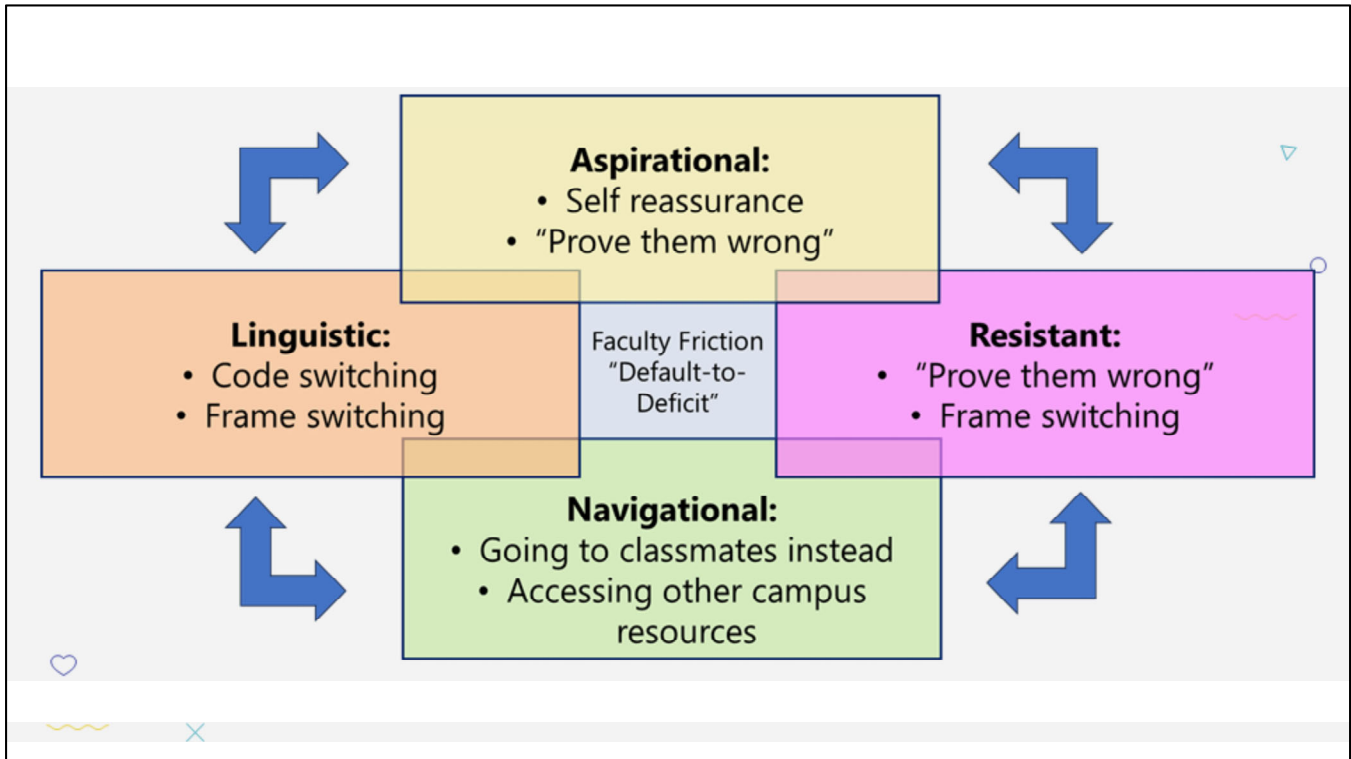 Aspirational:
• Self reassurance
• “Prove them wrong”
Linguistic:
• Code switching
• Frame switching
Faculty Friction
“Default-to-
Deficit”
Resistant:
• “Prove them wrong”
• Frame switching
Navigational:
• Going to classmates instead
• Accessing other campus
resources